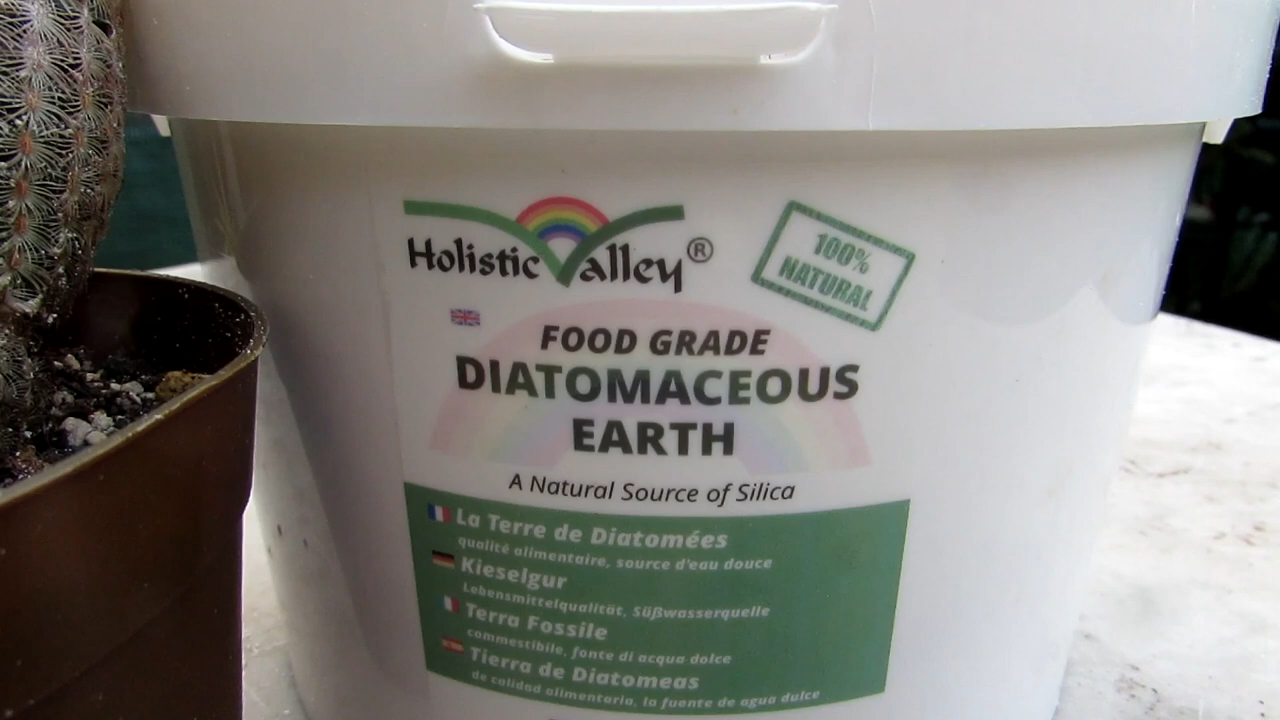 Holistic Valley®
100%
NATURAL
FOOD GRADE
DIATOMACEOUS
EARTH
A Natural Source of Silica
La Terre de Diatomées
qualité alimentaire, source d'eau douce
Kieselgur
Lebensmittelqualität, Süßwasserquelle
Terra Fossile
commestibile, fonte di acqua dolce
Tierra de Diatomeas
de calidad alimentaria, la fuente de agua dulce